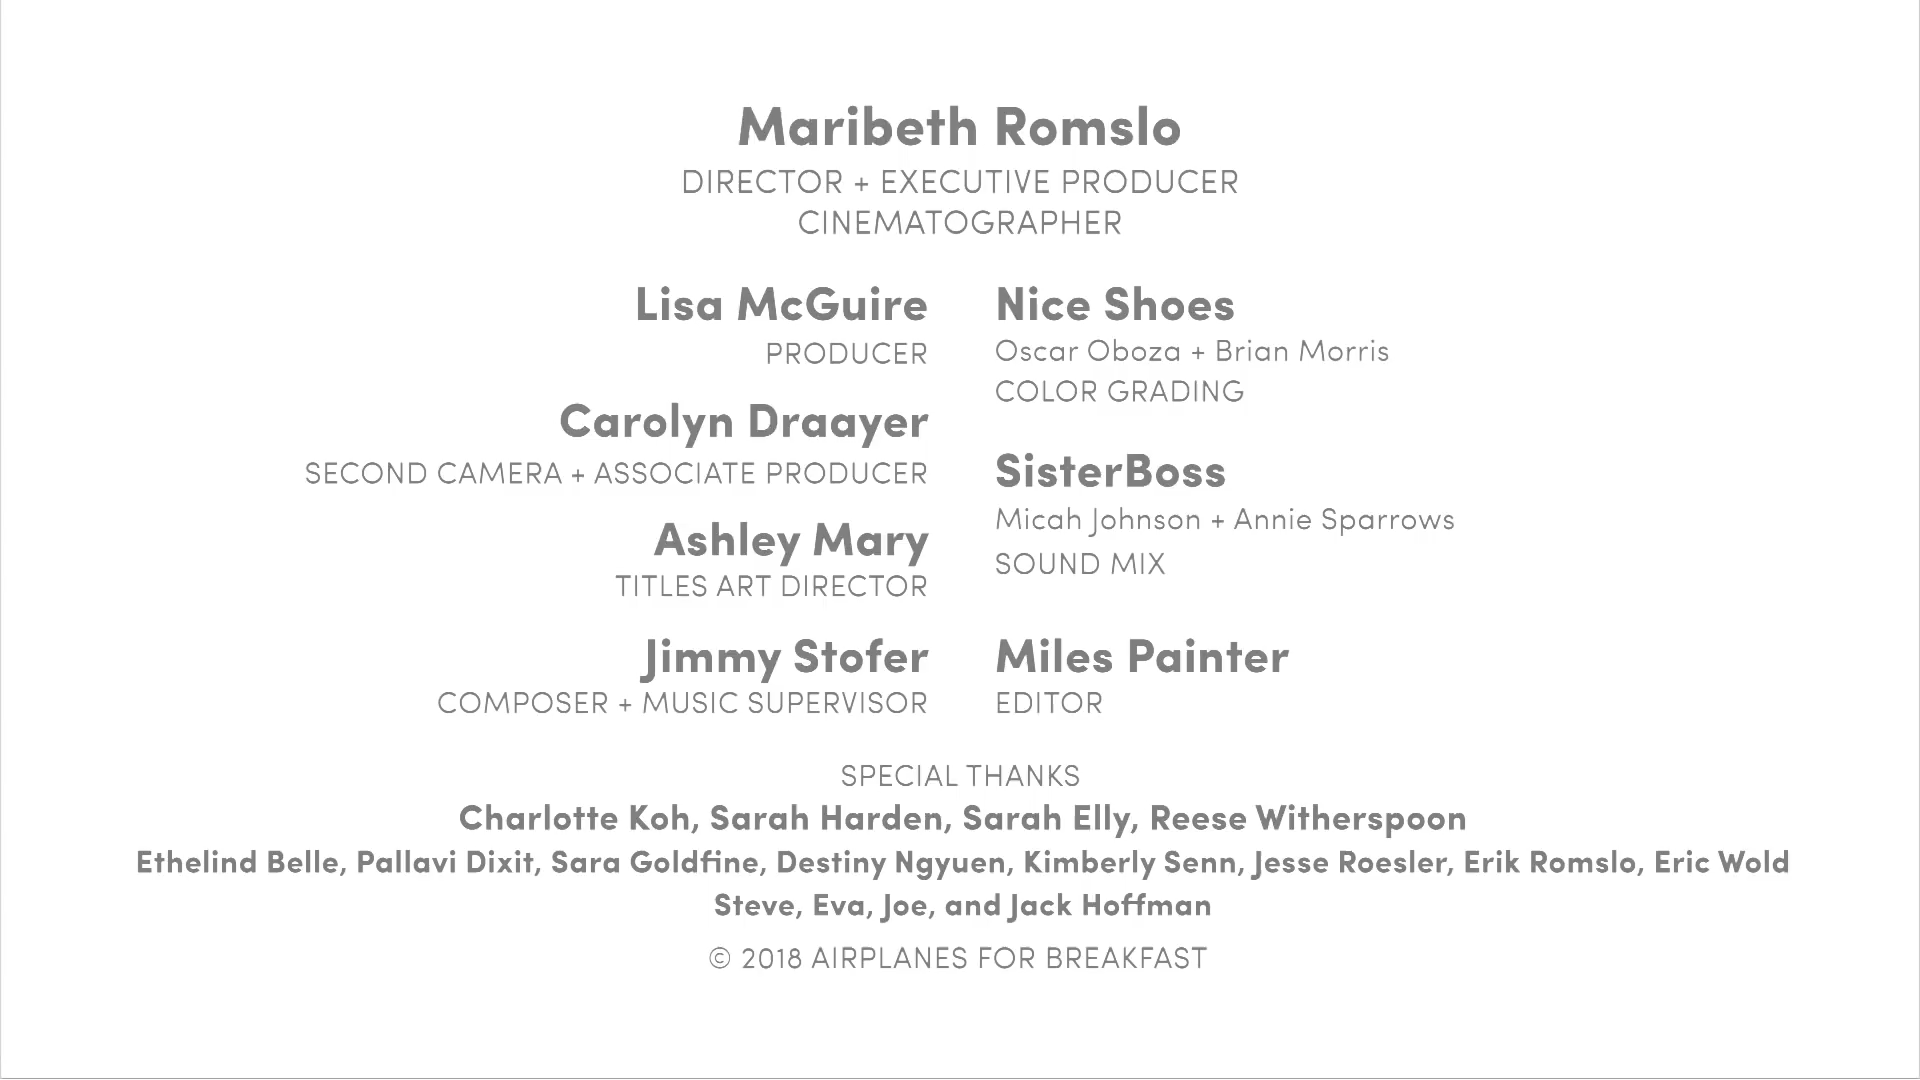 Maribeth Romslo
DIRECTOR + EXECUTIVE PRODUCER
CINEMATOGRAPHER
Lisa McGuire
PRODUCER
Carolyn Draayer
SECOND CAMERA + ASSOCIATE PRODUCER
Ashley Mary
TITLES ART DIRECTOR
Jimmy Stofer
COMPOSER + MUSIC SUPERVISOR
Nice Shoes
Oscar Oboza + Brian Morris
COLOR GRADING
SisterBoss
Micah Johnson + Annie Sparrows
SOUND MIX
Miles Painter
EDITOR
SPECIAL THANKS
Charlotte Koh, Sarah Harden, Sarah Elly, Reese Witherspoon
Ethelind Belle, Pallavi Dixit, Sara Goldfine, Destiny Ngyuen, Kimberly Senn, Jesse Roesler, Erik Romslo, Eric Wold
Steve, Eva, Joe, and Jack Hoffman
© 2018 AIRPLANES FOR BREAKFAST